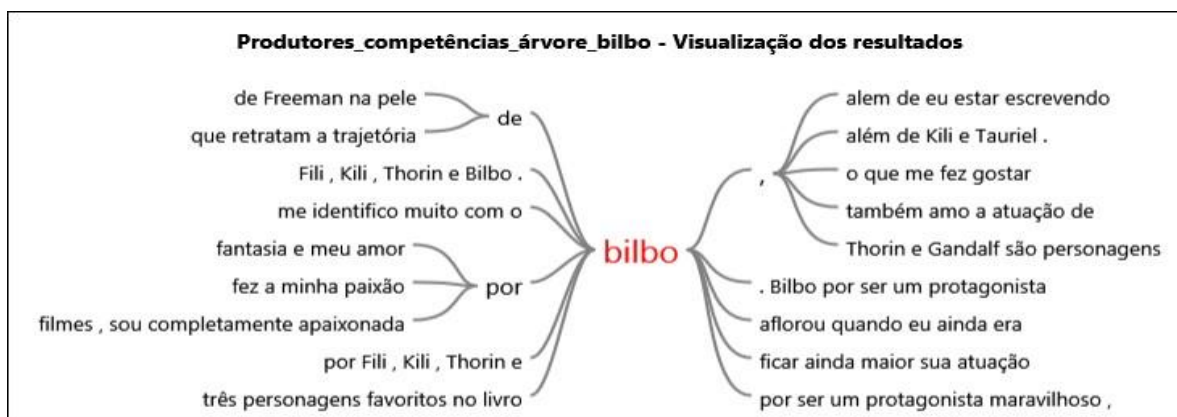 Produtores_competências_árvore_bilbo - Visualização dos resultados
de Freeman na pele
que retratam a trajetória
de
Fili , Kili , Thorin e Bilbo .
me identifico muito com o
fantasia e meu amor
fez a minha paixão
filmes , sou completamente apaixonada
por
por Fili , Kili , Thorin e
três personagens favoritos no livro
bilbo
,
alem de eu estar escrevendo
além de Kili e Tauriel .
o que me fez gostar
também amo a atuação de
Thorin e Gandalf são personagens
. Bilbo por ser um protagonista
aflorou quando eu ainda era
ficar ainda maior sua atuação
por ser um protagonista maravilhoso ,